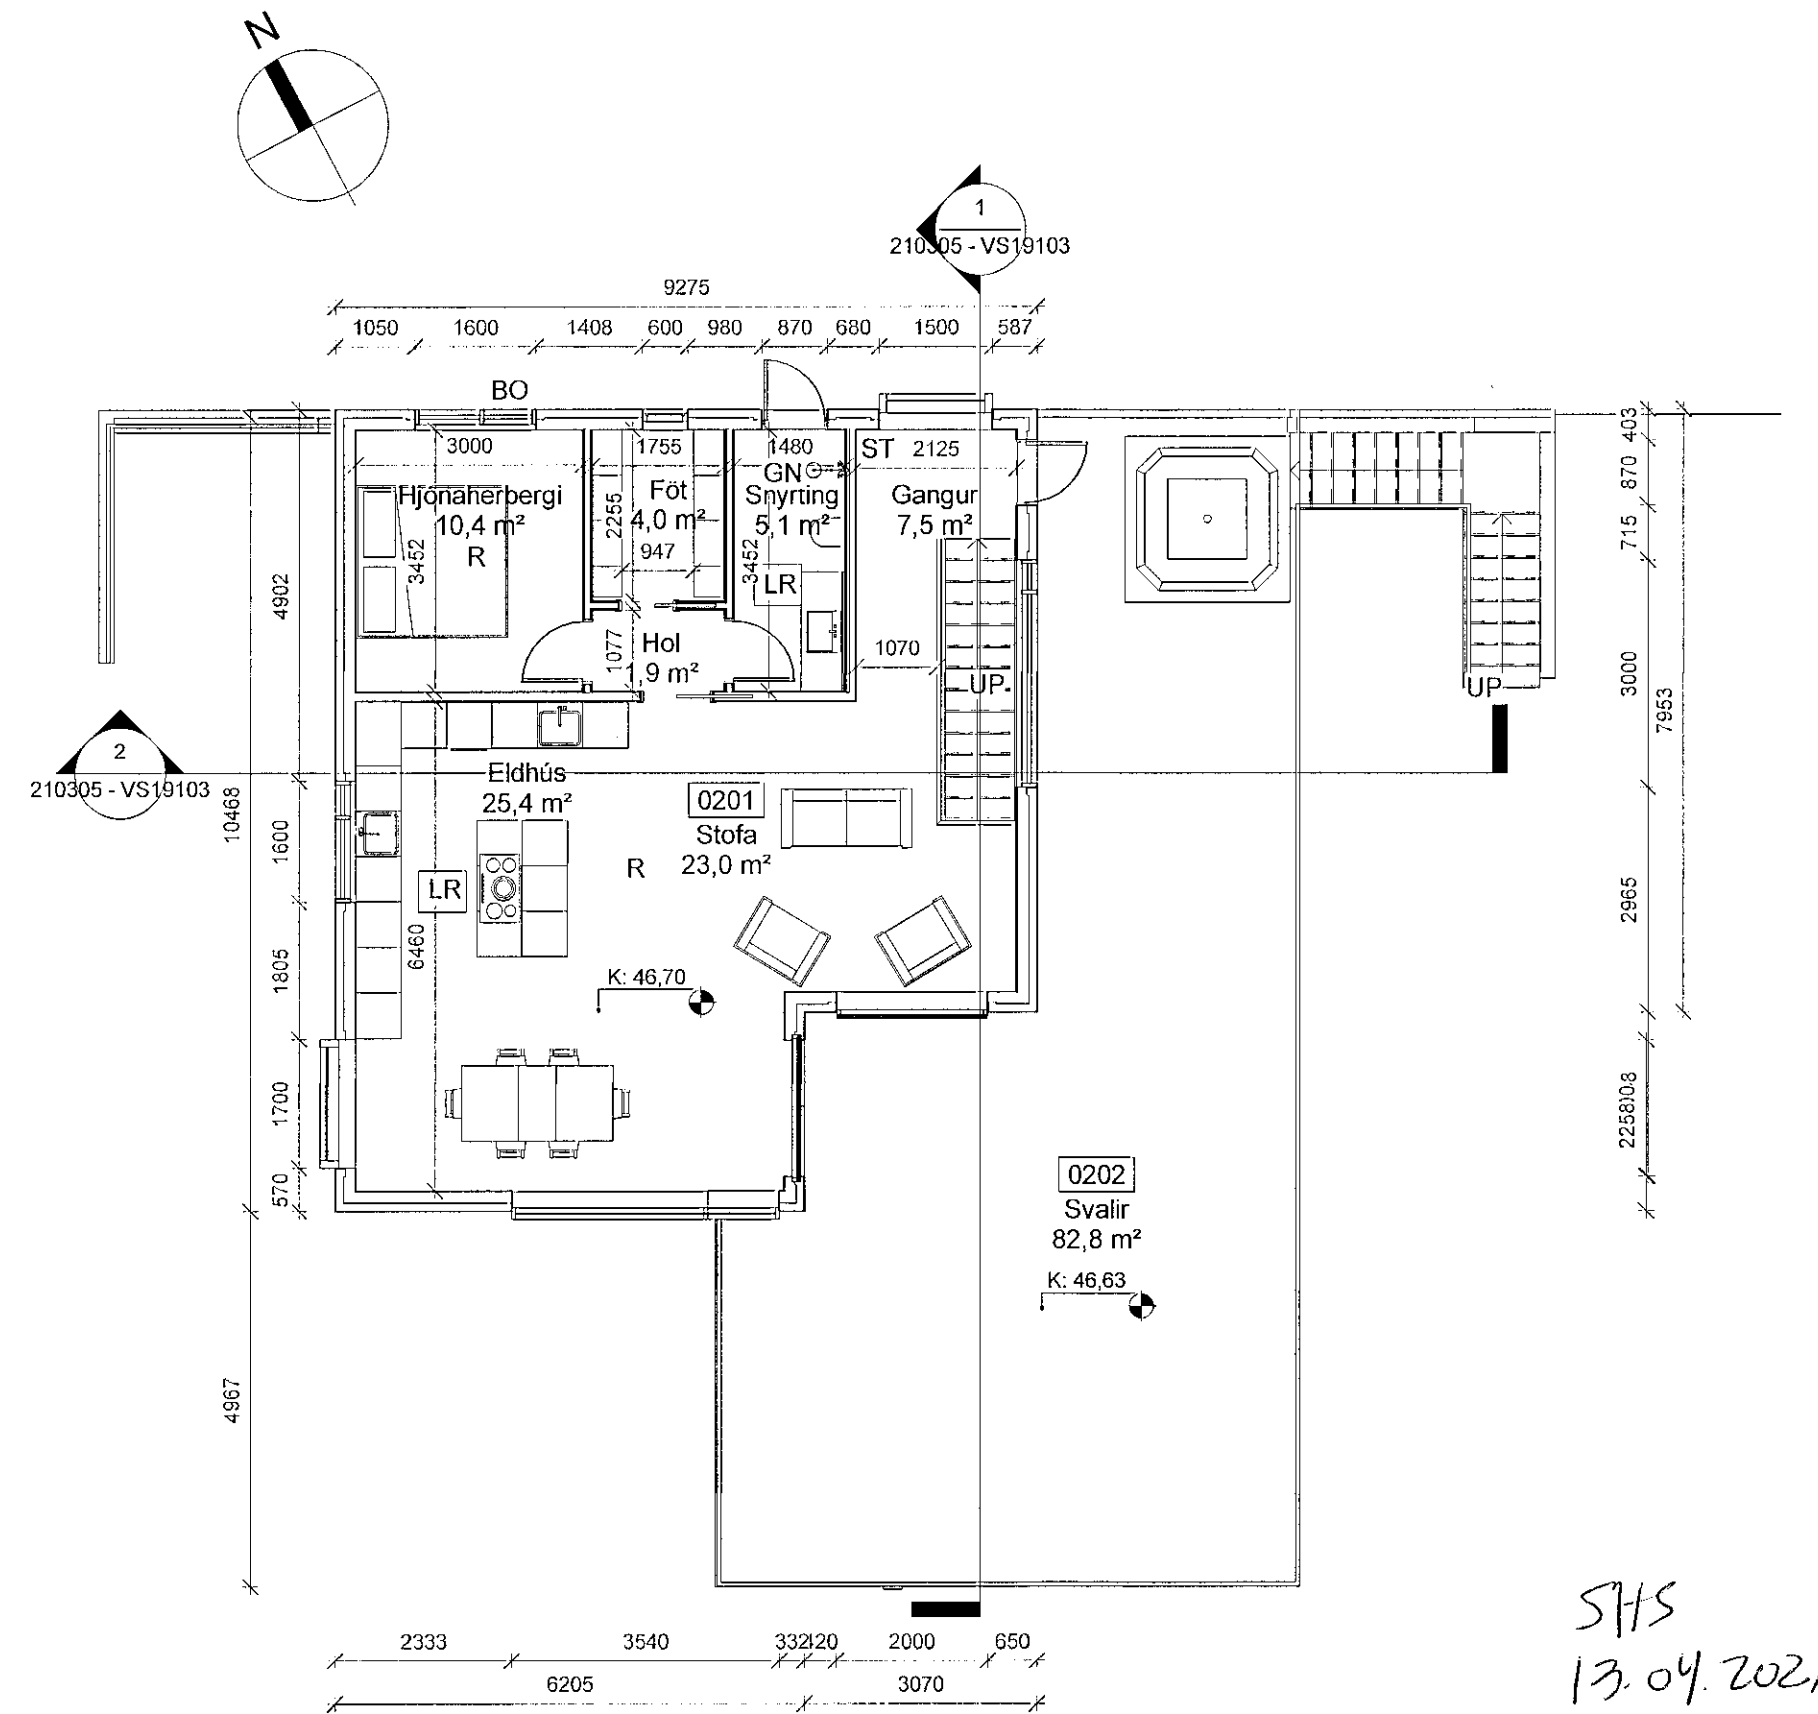 N
1
210305 - VS19103
9275
1050 1600 1408 600 980 870 680 1500 587
BO
3000 1755 1480 ST 2125
GN
Hjónaherbergi
10,4 m²
R
3452
Föt
4,0 m²
2255
947
Snyrting
5,1 m²
3452
LR
Gangur
7,5 m²
Hol
1,9 m²
1077
1070
UP
UP
403
870
715
3000
7953
2965
4902
10468
1600
1805
1700
570
4967
2
210305 - VS19103
Eldhús
25,4 m²
LR
6460
0201
Stofa
23,0 m²
R
K: 46,70
0202
Svalir
82,8 m²
K: 46,63
2333 3540 332 420 2000 650
6205 3070
SHS